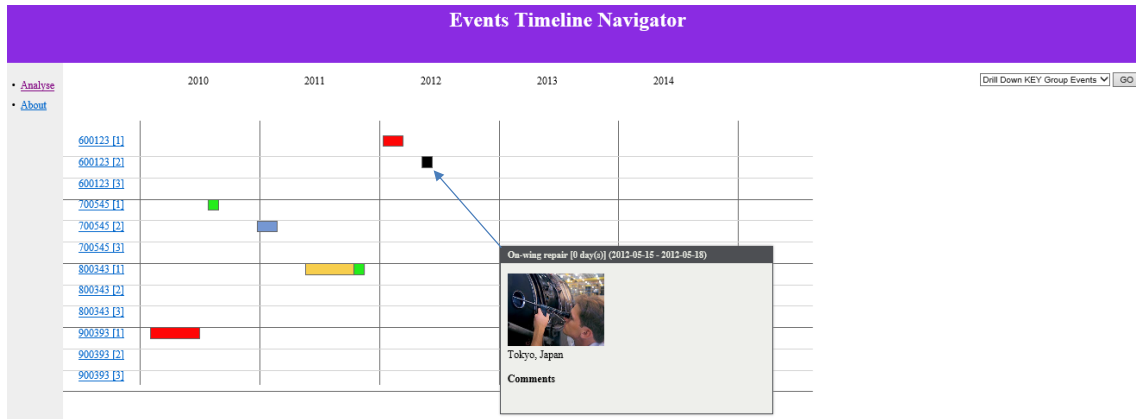 Events Timeline Navigator
Analyse
About
2010 2011 2012 2013 2014
Drill Down KEY Group Events GO
600123 [1]
600123 [2]
600123 [3]
700545 [1]
700545 [2]
700545 [3]
800343 [1]
800343 [2]
800343 [3]
900393 [1]
900393 [2]
900393 [3]
On-wing repair [0 day(s)] (2012-05-15 - 2012-05-18)
Tokyo, Japan
Comments